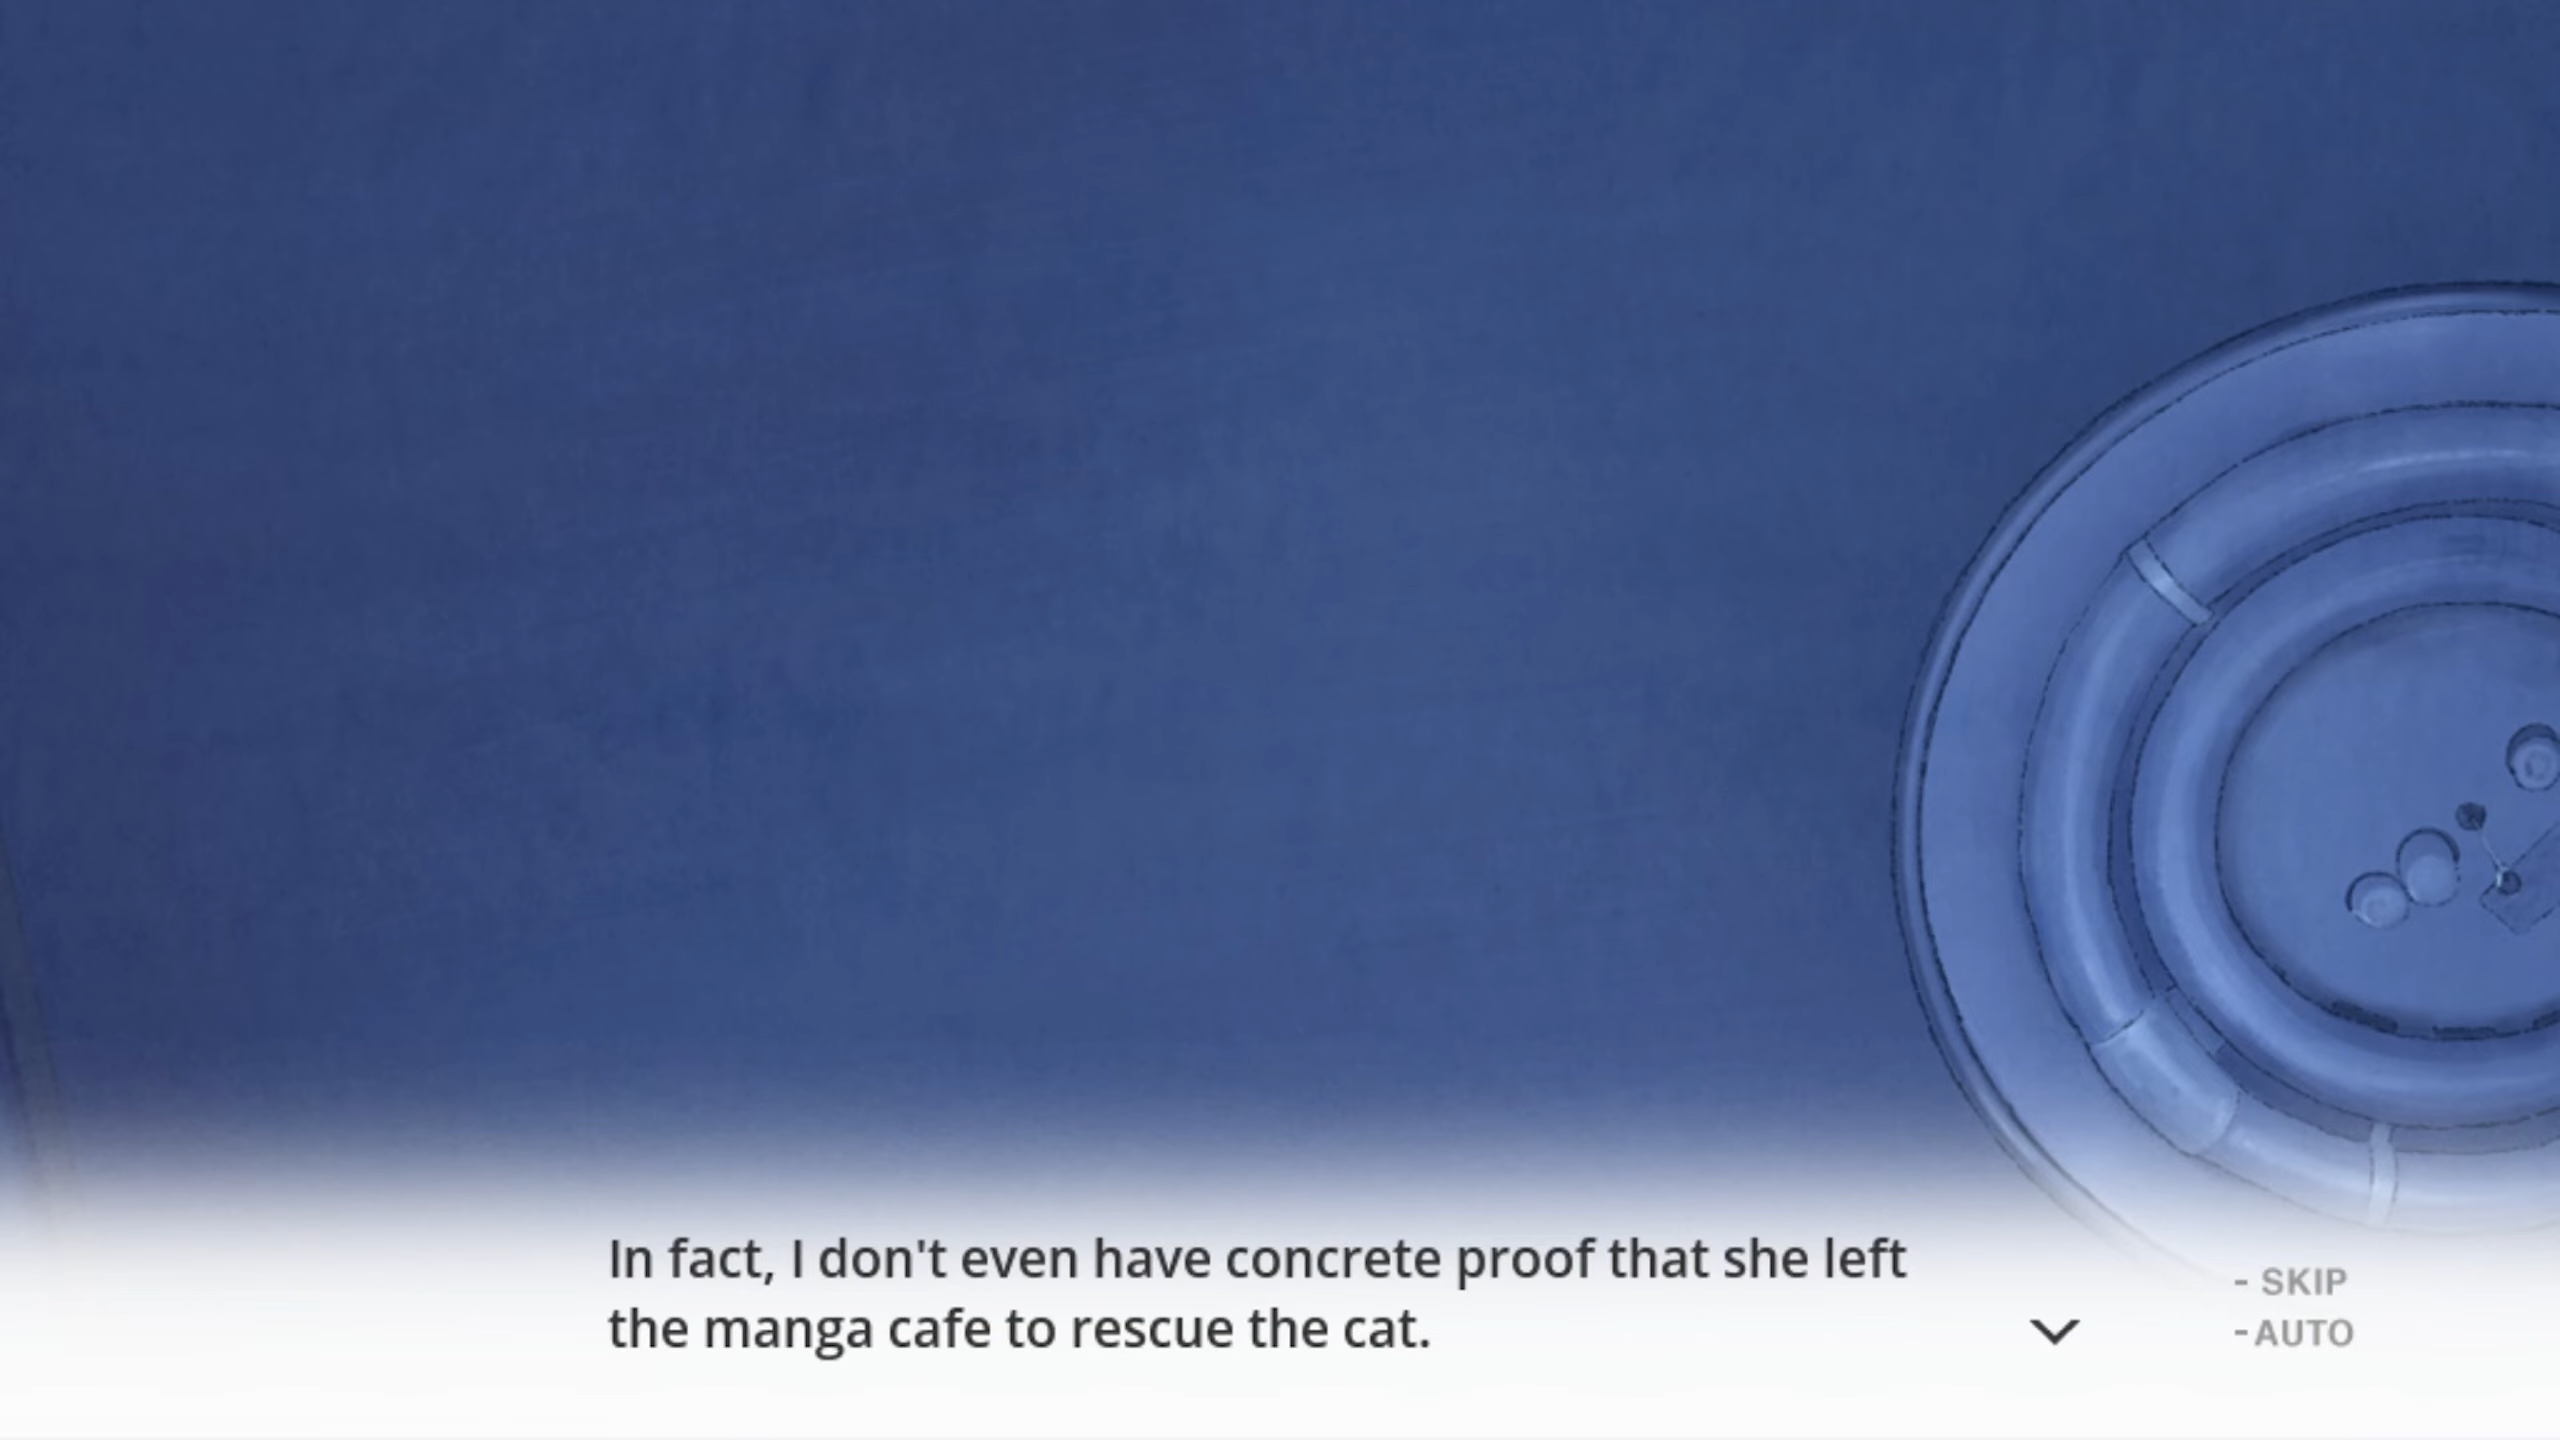 In fact, I don't even have concrete proof that she left
the manga cafe to rescue the cat.
- SKIP
- AUTO